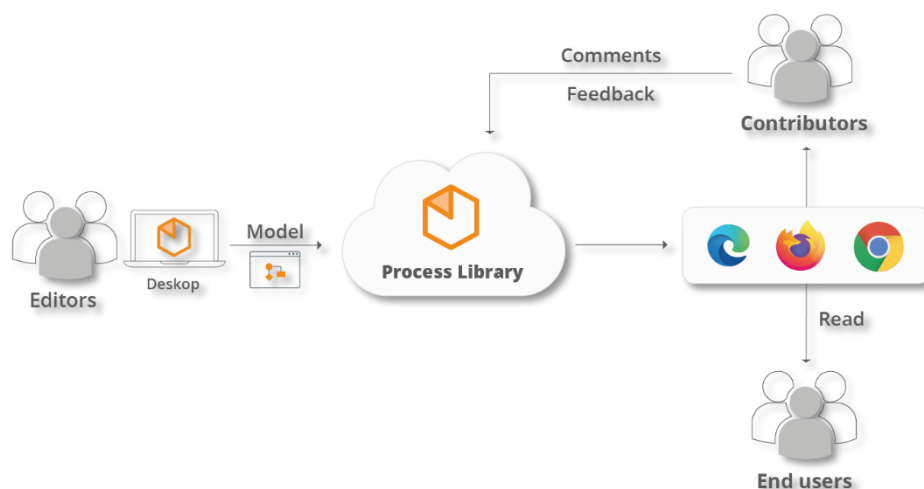 Comments
Feedback
Contributors
Model
Process Library
Deskop
Editors
Read
End users